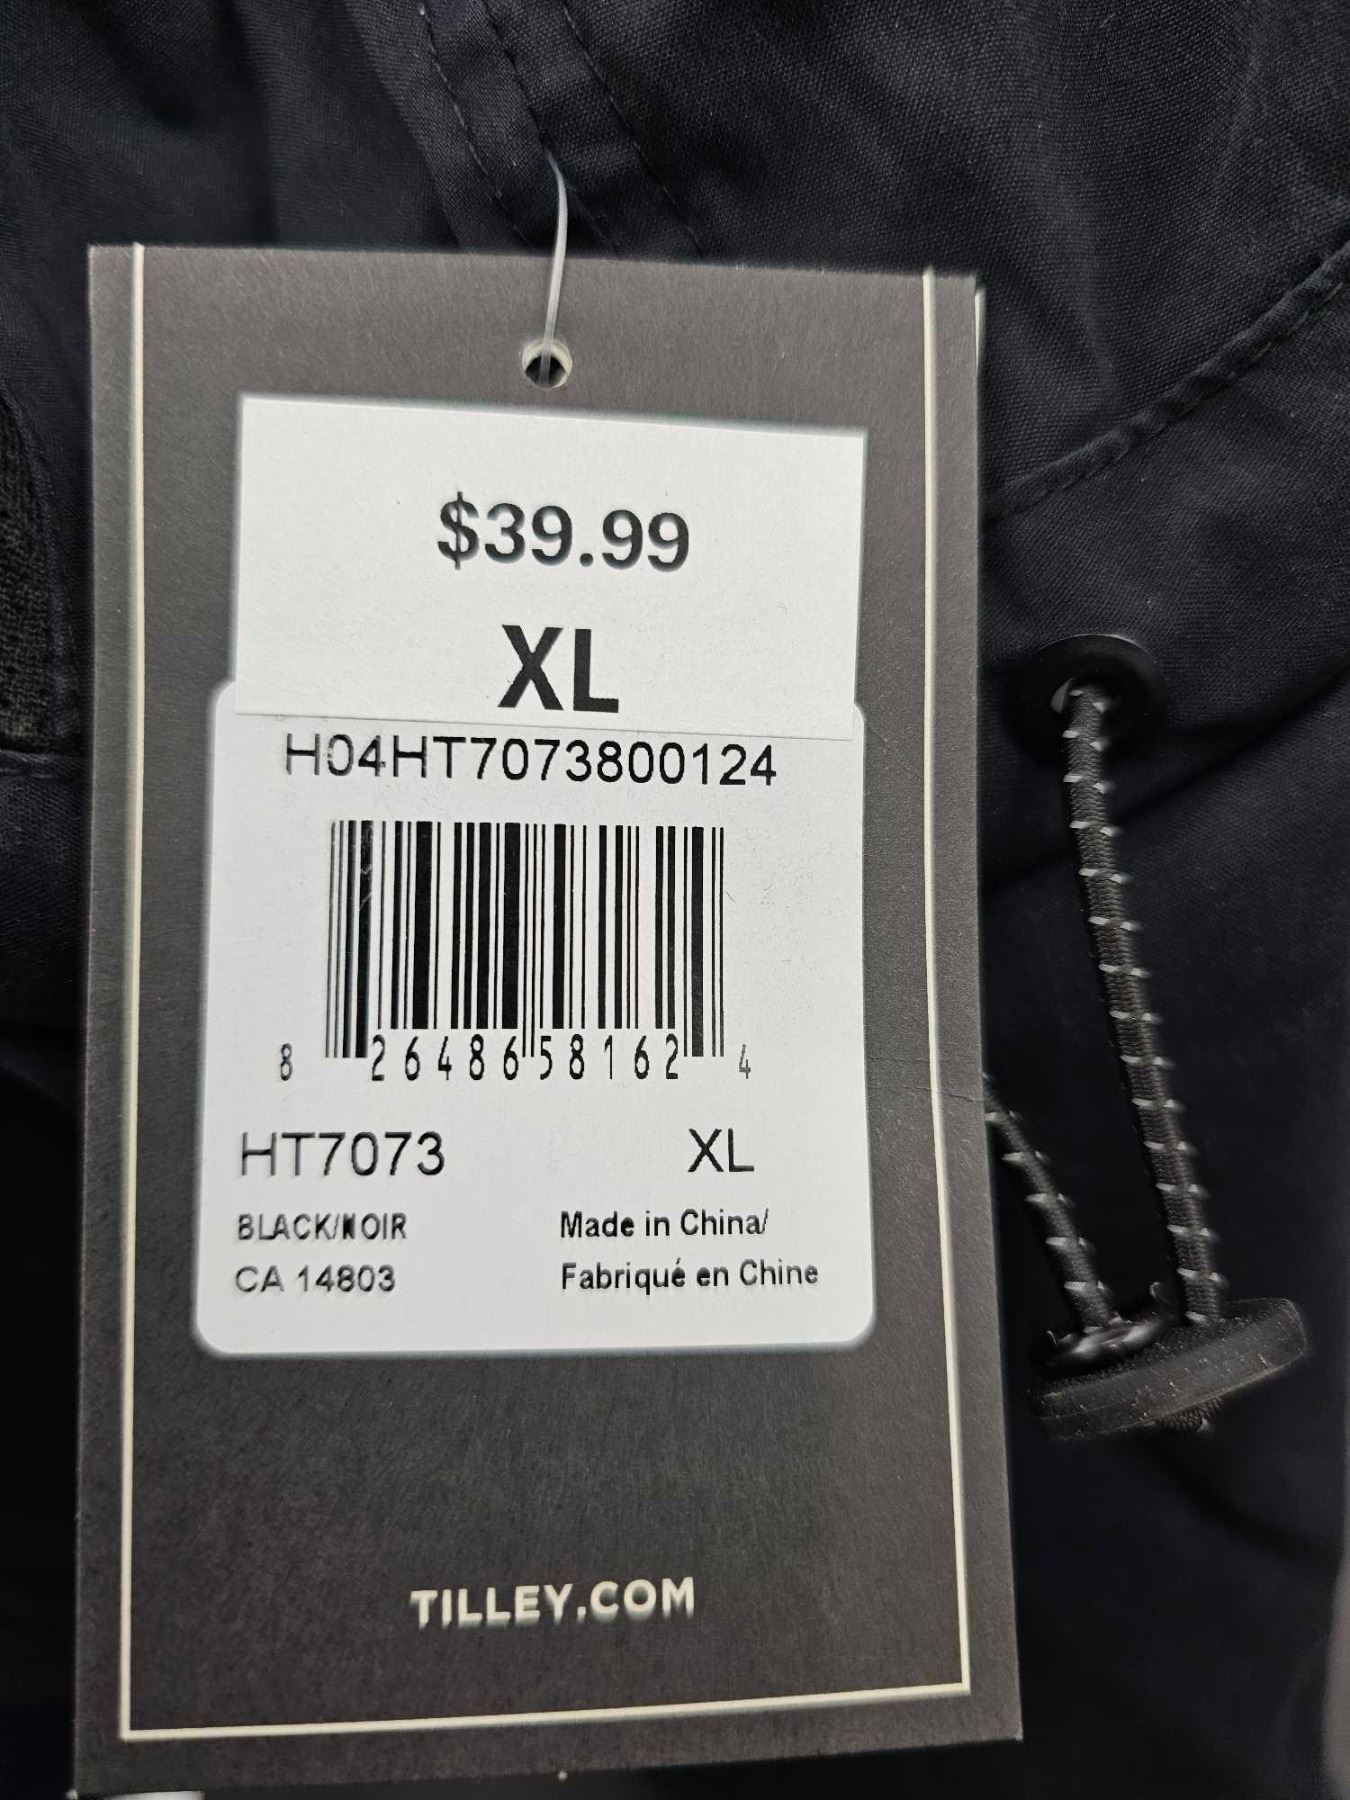 $39.99
XL
H04HT7073800124
8 26486 58162 4
HT7073 XL
BLACK/NOIR Made in China/
CA 14803 Fabriqué en Chine
TILLEY.COM